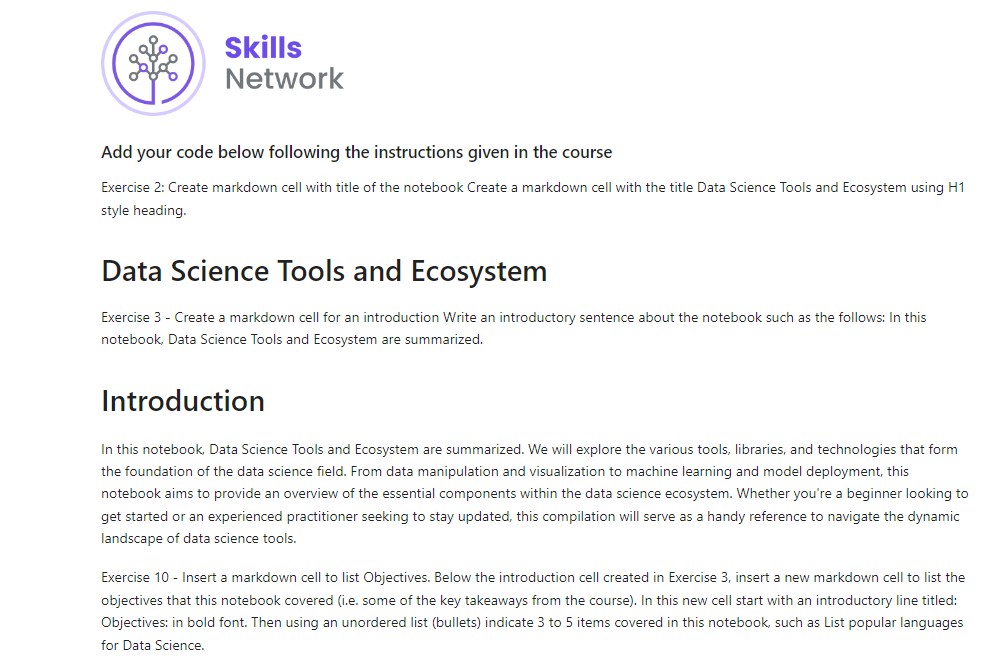 Skills
Network
Add your code below following the instructions given in the course
Exercise 2: Create markdown cell with title of the notebook Create a markdown cell with the title Data Science Tools and Ecosystem using H1
style heading.
Data Science Tools and Ecosystem
Exercise 3 - Create a markdown cell for an introduction Write an introductory sentence about the notebook such as the follows: In this
notebook, Data Science Tools and Ecosystem are summarized.
Introduction
In this notebook, Data Science Tools and Ecosystem are summarized. We will explore the various tools, libraries, and technologies that form
the foundation of the data science field. From data manipulation and visualization to machine learning and model deployment, this
notebook aims to provide an overview of the essential components within the data science ecosystem. Whether you're a beginner looking to
get started or an experienced practitioner seeking to stay updated, this compilation will serve as a handy reference to navigate the dynamic
landscape of data science tools.
Exercise 10 - Insert a markdown cell to list Objectives. Below the introduction cell created in Exercise 3, insert a new markdown cell to list the
objectives that this notebook covered (i.e. some of the key takeaways from the course). In this new cell start with an introductory line titled:
Objectives: in bold font. Then using an unordered list (bullets) indicate 3 to 5 items covered in this notebook, such as List popular languages
for Data Science.